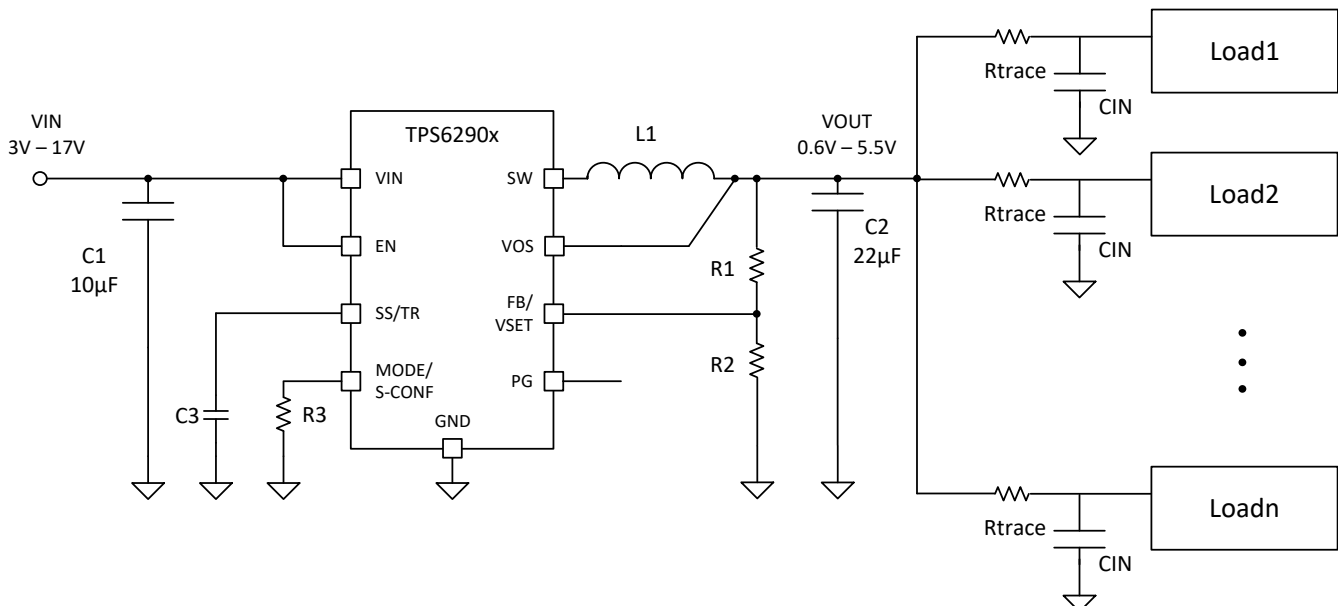 VIN
3V – 17V
C1
10µF
TPS6290x
VIN
EN
SS/TR
MODE/
S-CONF
GND
SW
VOS
FB/
VSET
PG
C3
R3
L1
R1
R2
VOUT
0.6V – 5.5V
C2
22µF
Rtrace
CIN
Load1
Rtrace
CIN
Load2
Rtrace
CIN
Loadn